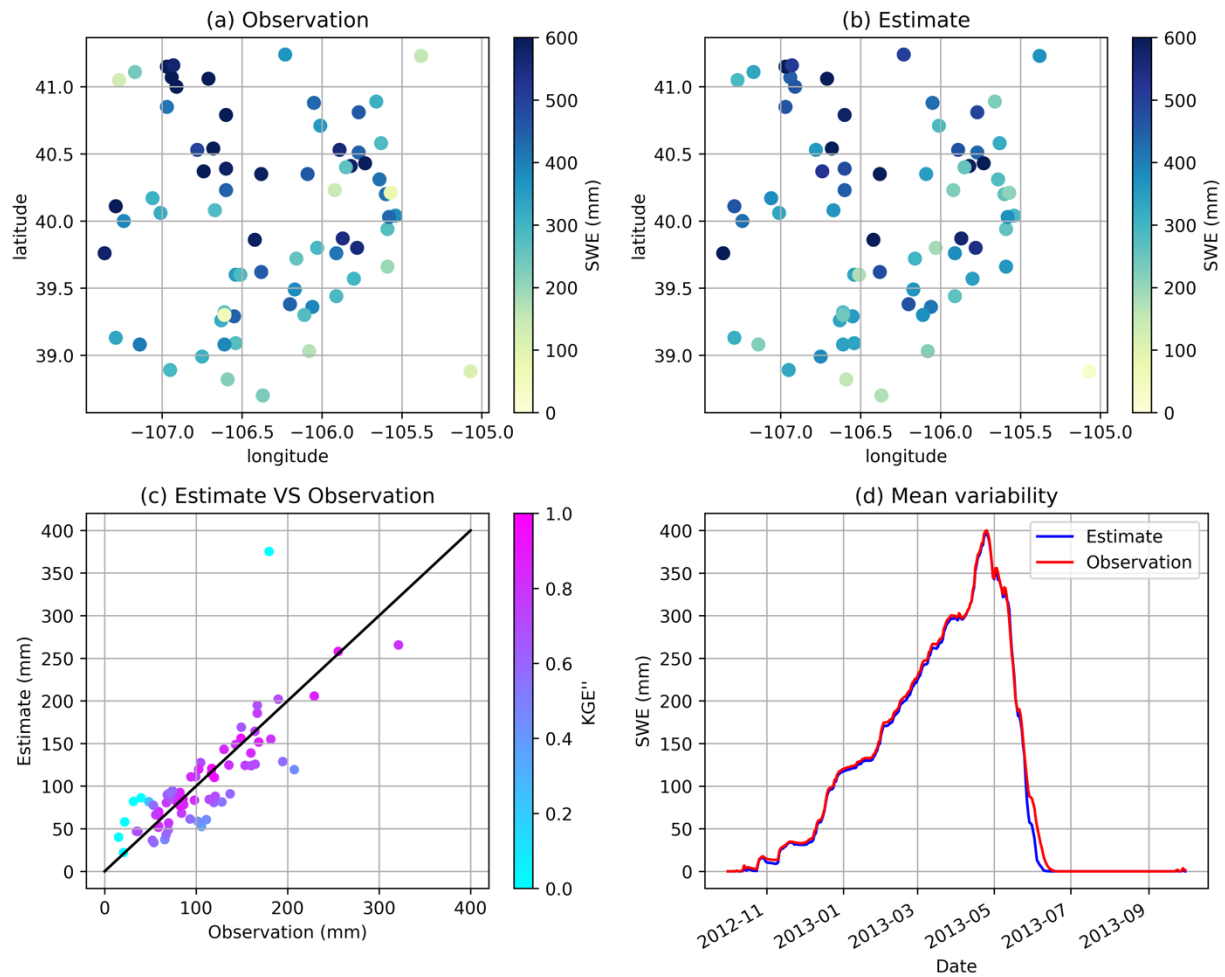 (a) Observation
41.0
40.5
40.0
39.5
39.0
latitude
−107.0 −106.5 −106.0 −105.5 −105.0
longitude
600
500
400
300
200
100
0
SWE (mm)
(b) Estimate
41.0
40.5
40.0
39.5
39.0
latitude
−107.0 −106.5 −106.0 −105.5 −105.0
longitude
600
500
400
300
200
100
0
SWE (mm)
(c) Estimate VS Observation
400
350
300
250
200
150
100
50
0
Estimate (mm)
0 100 200 300 400
Observation (mm)
1.0
0.8
0.6
0.4
0.2
0.0
KGE''
(d) Mean variability
Estimate
Observation
400
350
300
250
200
150
100
50
0
SWE (mm)
2012-11 2013-01 2013-03 2013-05 2013-07 2013-09
Date